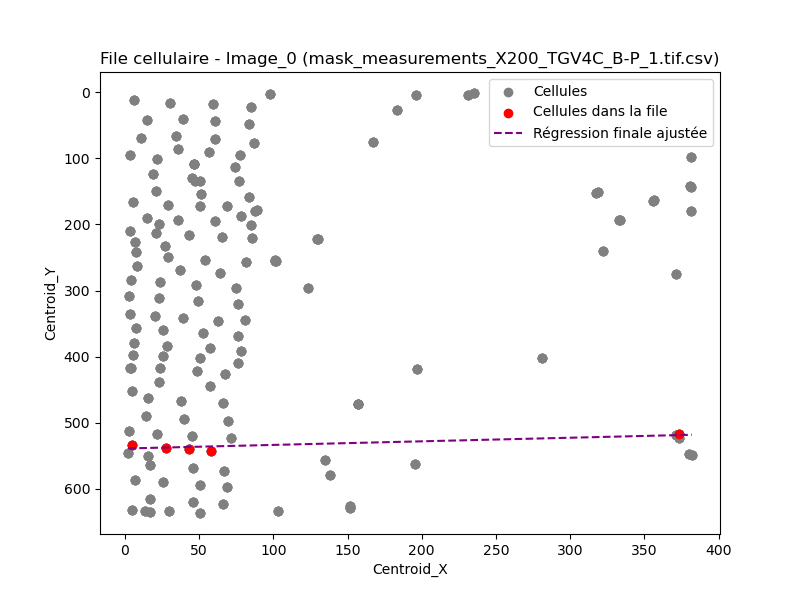 File cellulaire - Image_0 (mask_measurements_X200_TGV4C_B-P_1.tif.csv)
Cellules
Cellules dans la file
Régression finale ajustée
Centroid_Y
0
100
200
300
400
500
600
0 50 100 150 200 250 300 350 400
Centroid_X